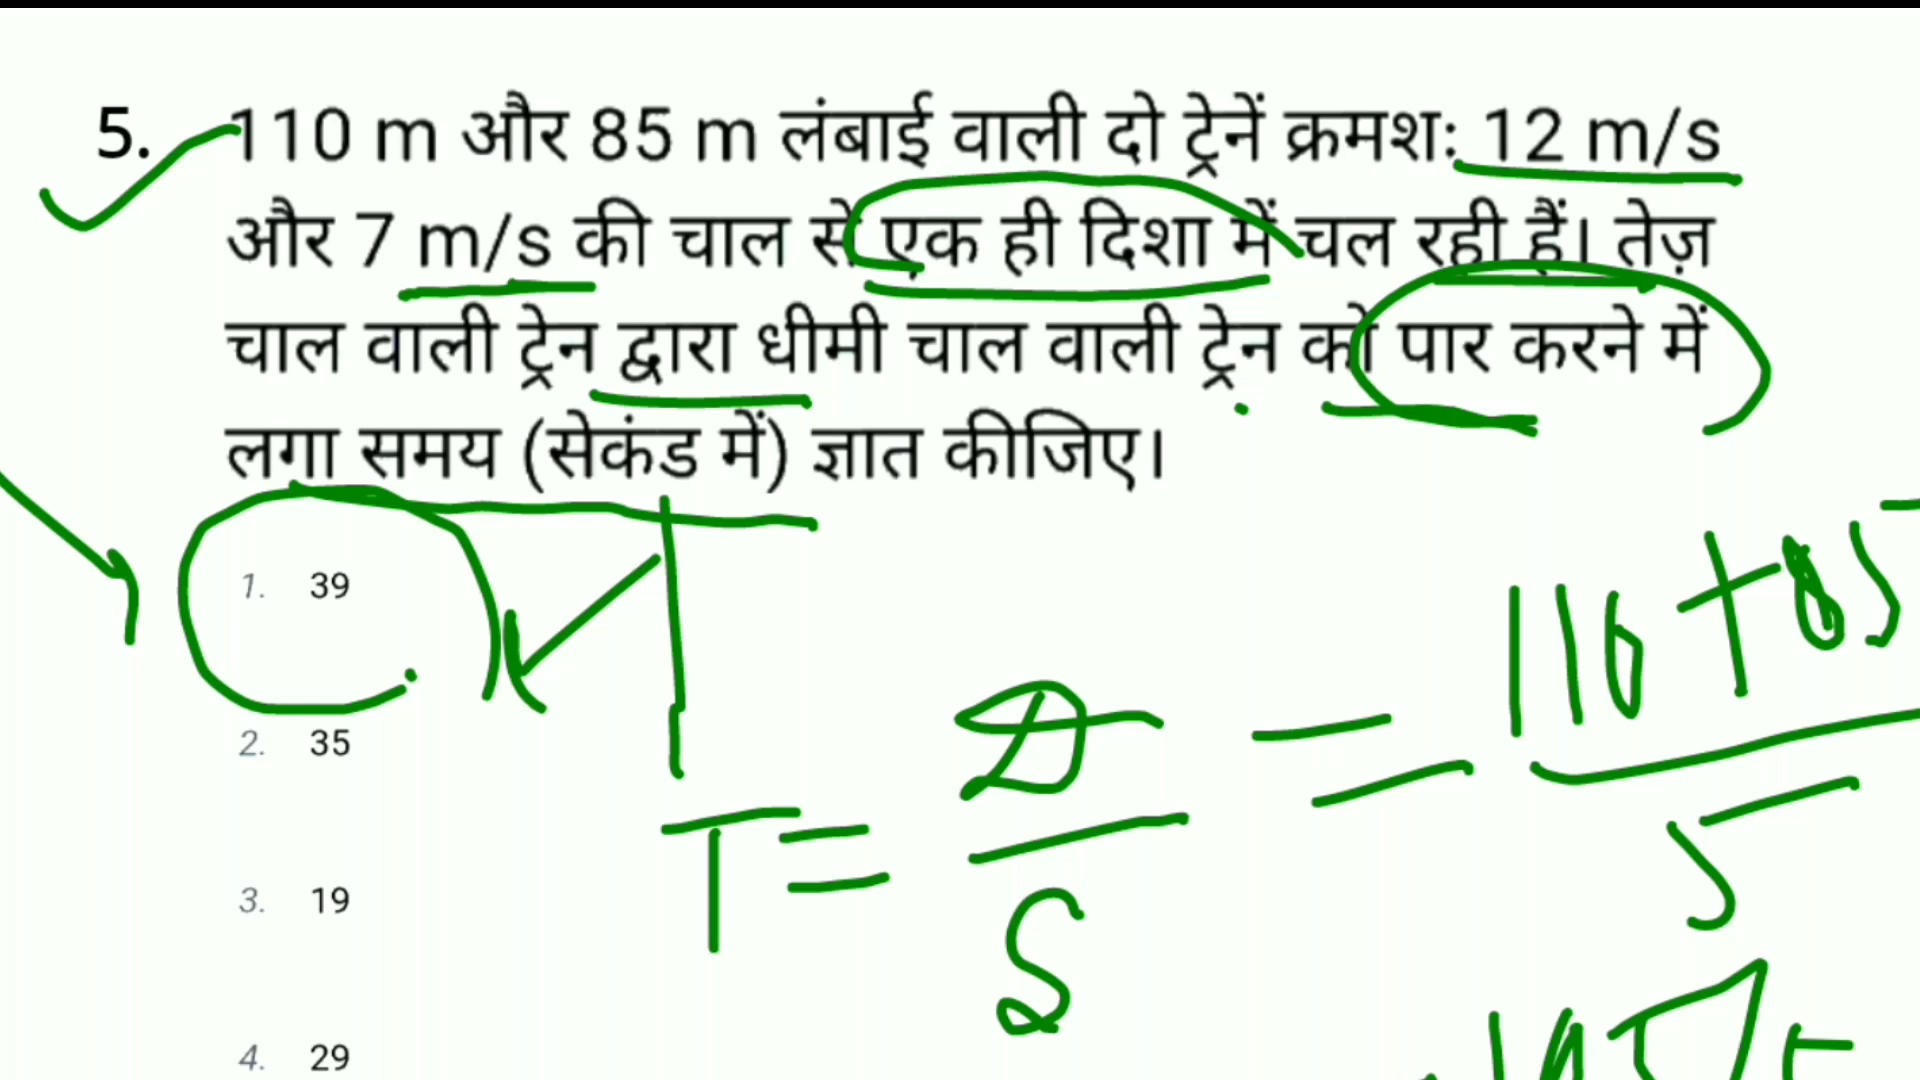 5. 110 m और 85 m लंबाई वाली दो ट्रेनें क्रमश: 12 m/s
और 7 m/s की चाल से एक ही दिशा में चल रही हैं। तेज़
चाल वाली ट्रेन द्वारा धीमी चाल वाली ट्रेन को पार करने में
लगा समय (सेकंड में) ज्ञात कीजिए।
1. 39
2. 35
3. 19
4. 29
T = D / S = 110 + 85 / 5